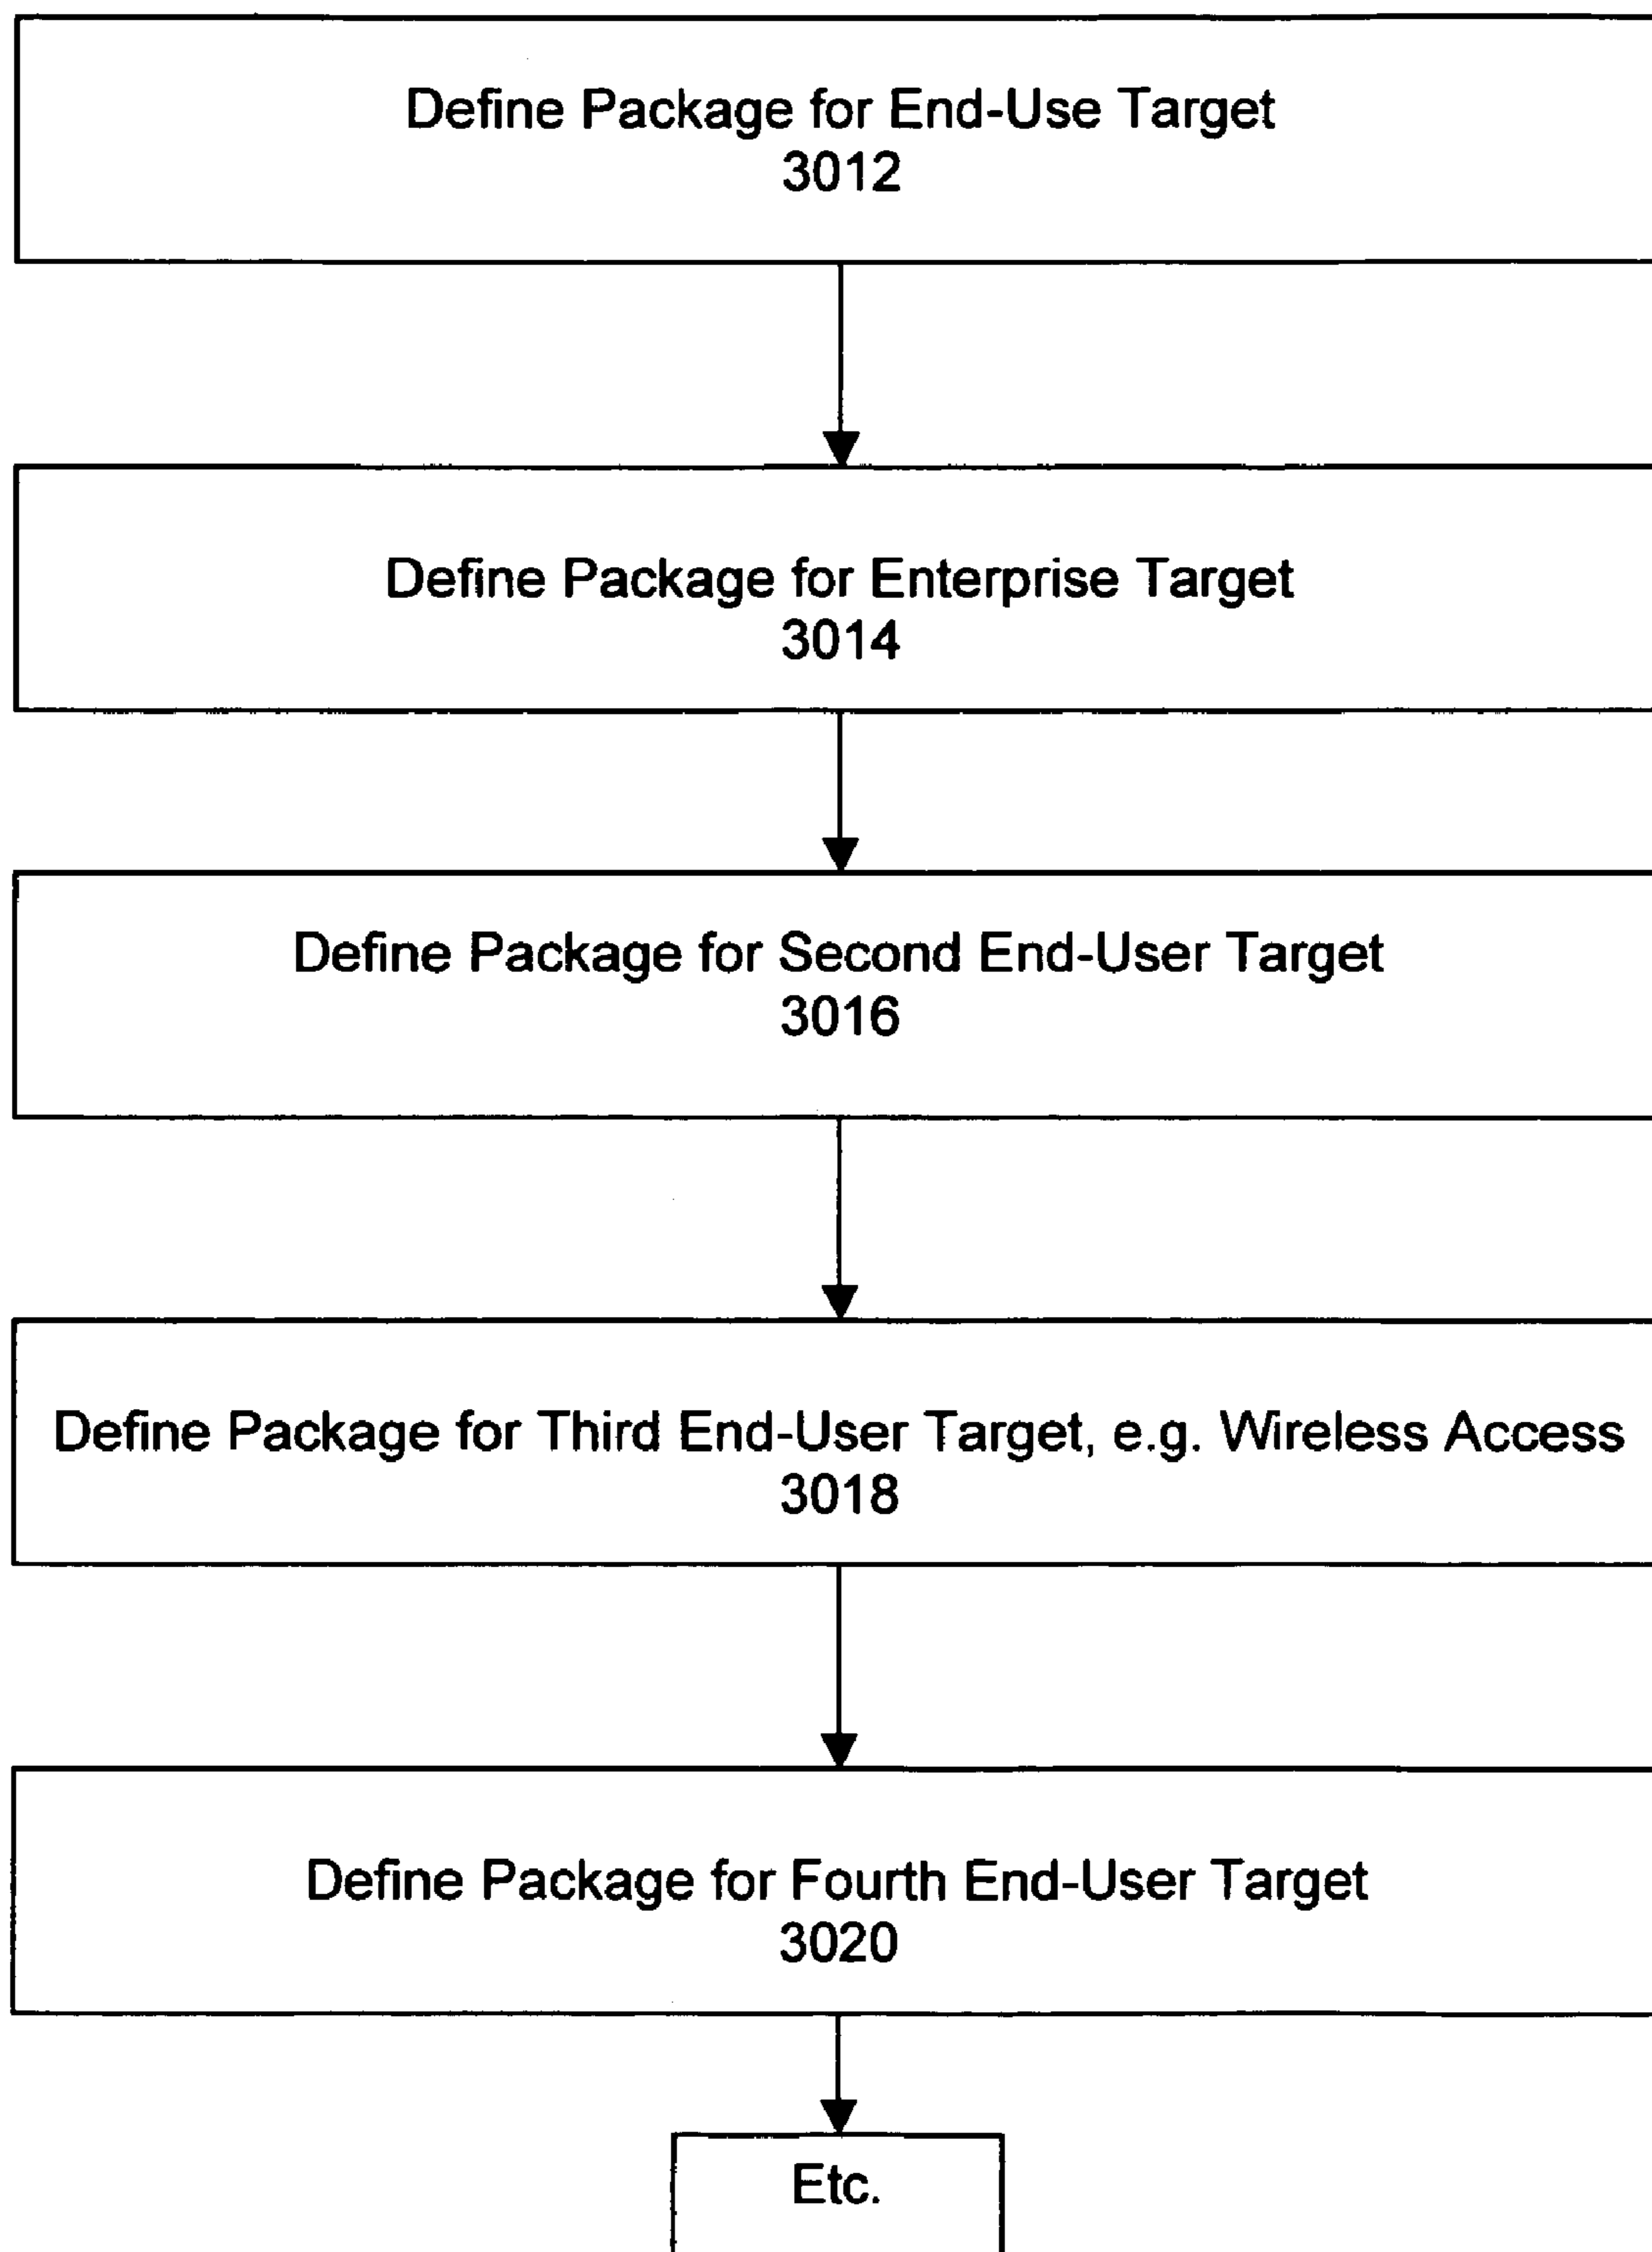 Define Package for End-Use Target
3012
Define Package for Enterprise Target
3014
Define Package for Second End-User Target
3016
Define Package for Third End-User Target, e.g. Wireless Access
3018
Define Package for Fourth End-User Target
3020
Etc.